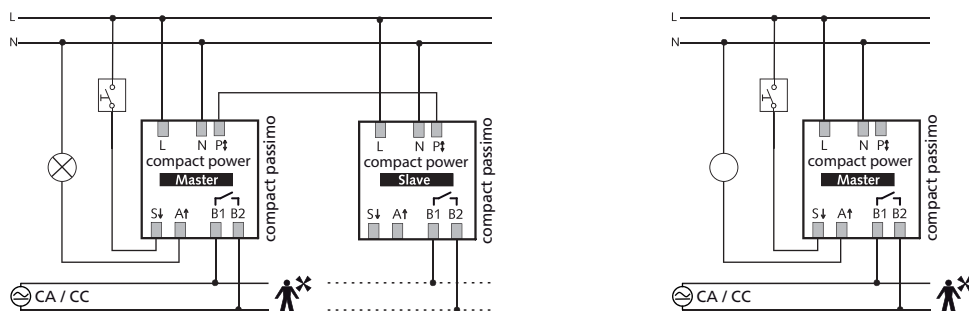 L
N
L N P
compact power
Master
S A B1 B2
compact passimo
L N P
compact power
Slave
S A B1 B2
compact passimo
CA / CC
L
N
L N P
compact power
Master
S A B1 B2
compact passimo
CA / CC